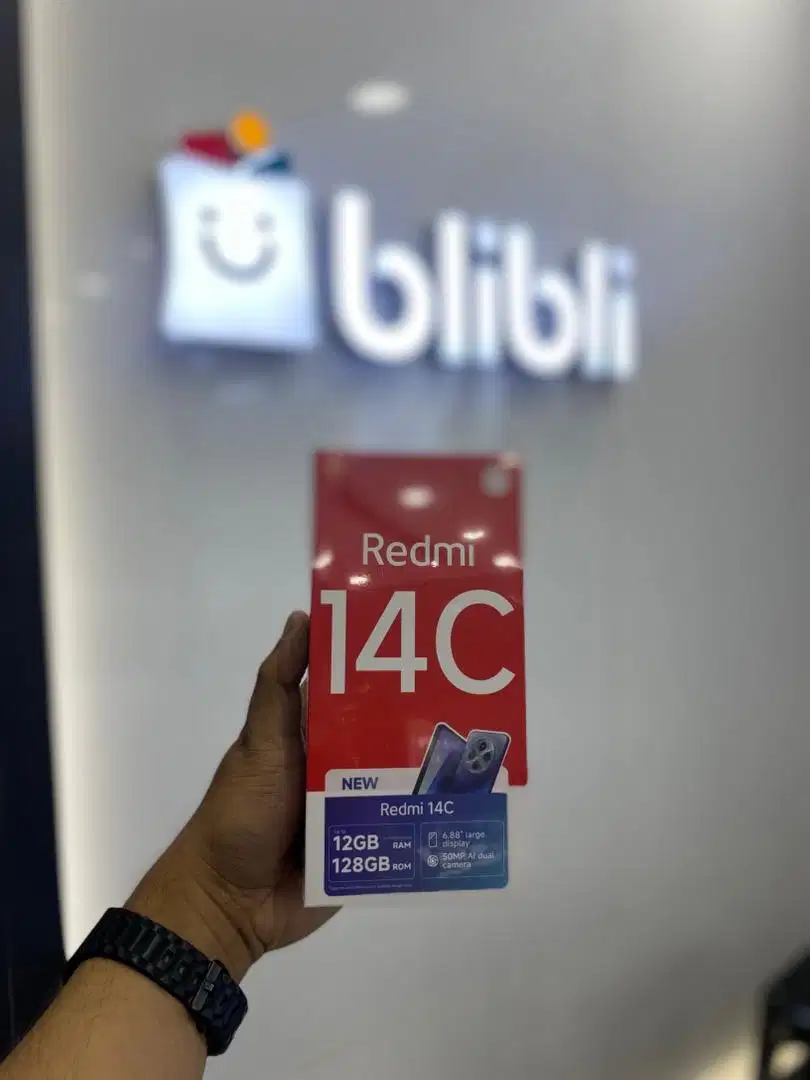 blibli
Redmi
14C
NEW
Redmi 14C
12GB RAM
128GB ROM
6.88" large
display
50MP AI dual
camera